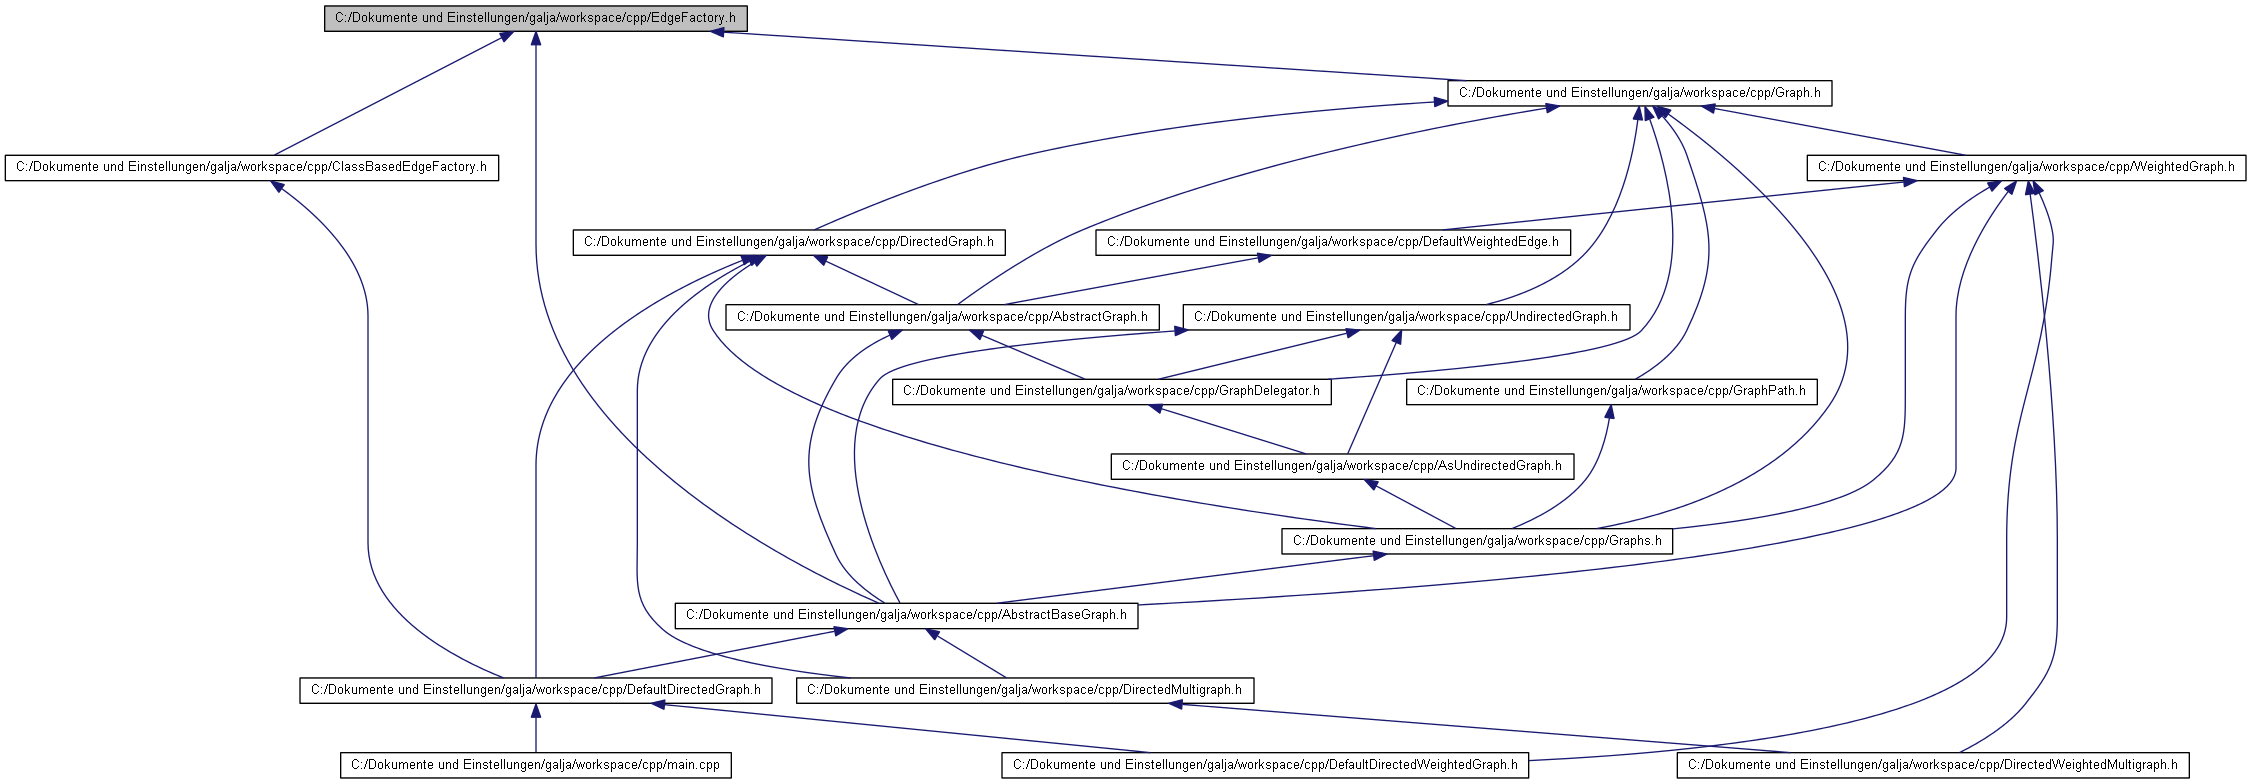 C:/Dokumente und Einstellungen/galja/workspace/cpp/EdgeFactory.h
C:/Dokumente und Einstellungen/galja/workspace/cpp/Graph.h
C:/Dokumente und Einstellungen/galja/workspace/cpp/ClassBasedEdgeFactory.h
C:/Dokumente und Einstellungen/galja/workspace/cpp/WeightedGraph.h
C:/Dokumente und Einstellungen/galja/workspace/cpp/DirectedGraph.h
C:/Dokumente und Einstellungen/galja/workspace/cpp/DefaultWeightedEdge.h
C:/Dokumente und Einstellungen/galja/workspace/cpp/AbstractGraph.h
C:/Dokumente und Einstellungen/galja/workspace/cpp/UndirectedGraph.h
C:/Dokumente und Einstellungen/galja/workspace/cpp/GraphDelegator.h
C:/Dokumente und Einstellungen/galja/workspace/cpp/GraphPath.h
C:/Dokumente und Einstellungen/galja/workspace/cpp/AsUndirectedGraph.h
C:/Dokumente und Einstellungen/galja/workspace/cpp/Graphs.h
C:/Dokumente und Einstellungen/galja/workspace/cpp/AbstractBaseGraph.h
C:/Dokumente und Einstellungen/galja/workspace/cpp/DefaultDirectedGraph.h
C:/Dokumente und Einstellungen/galja/workspace/cpp/DirectedMultigraph.h
C:/Dokumente und Einstellungen/galja/workspace/cpp/main.cpp
C:/Dokumente und Einstellungen/galja/workspace/cpp/DefaultDirectedWeightedGraph.h
C:/Dokumente und Einstellungen/galja/workspace/cpp/DirectedWeightedMultigraph.h